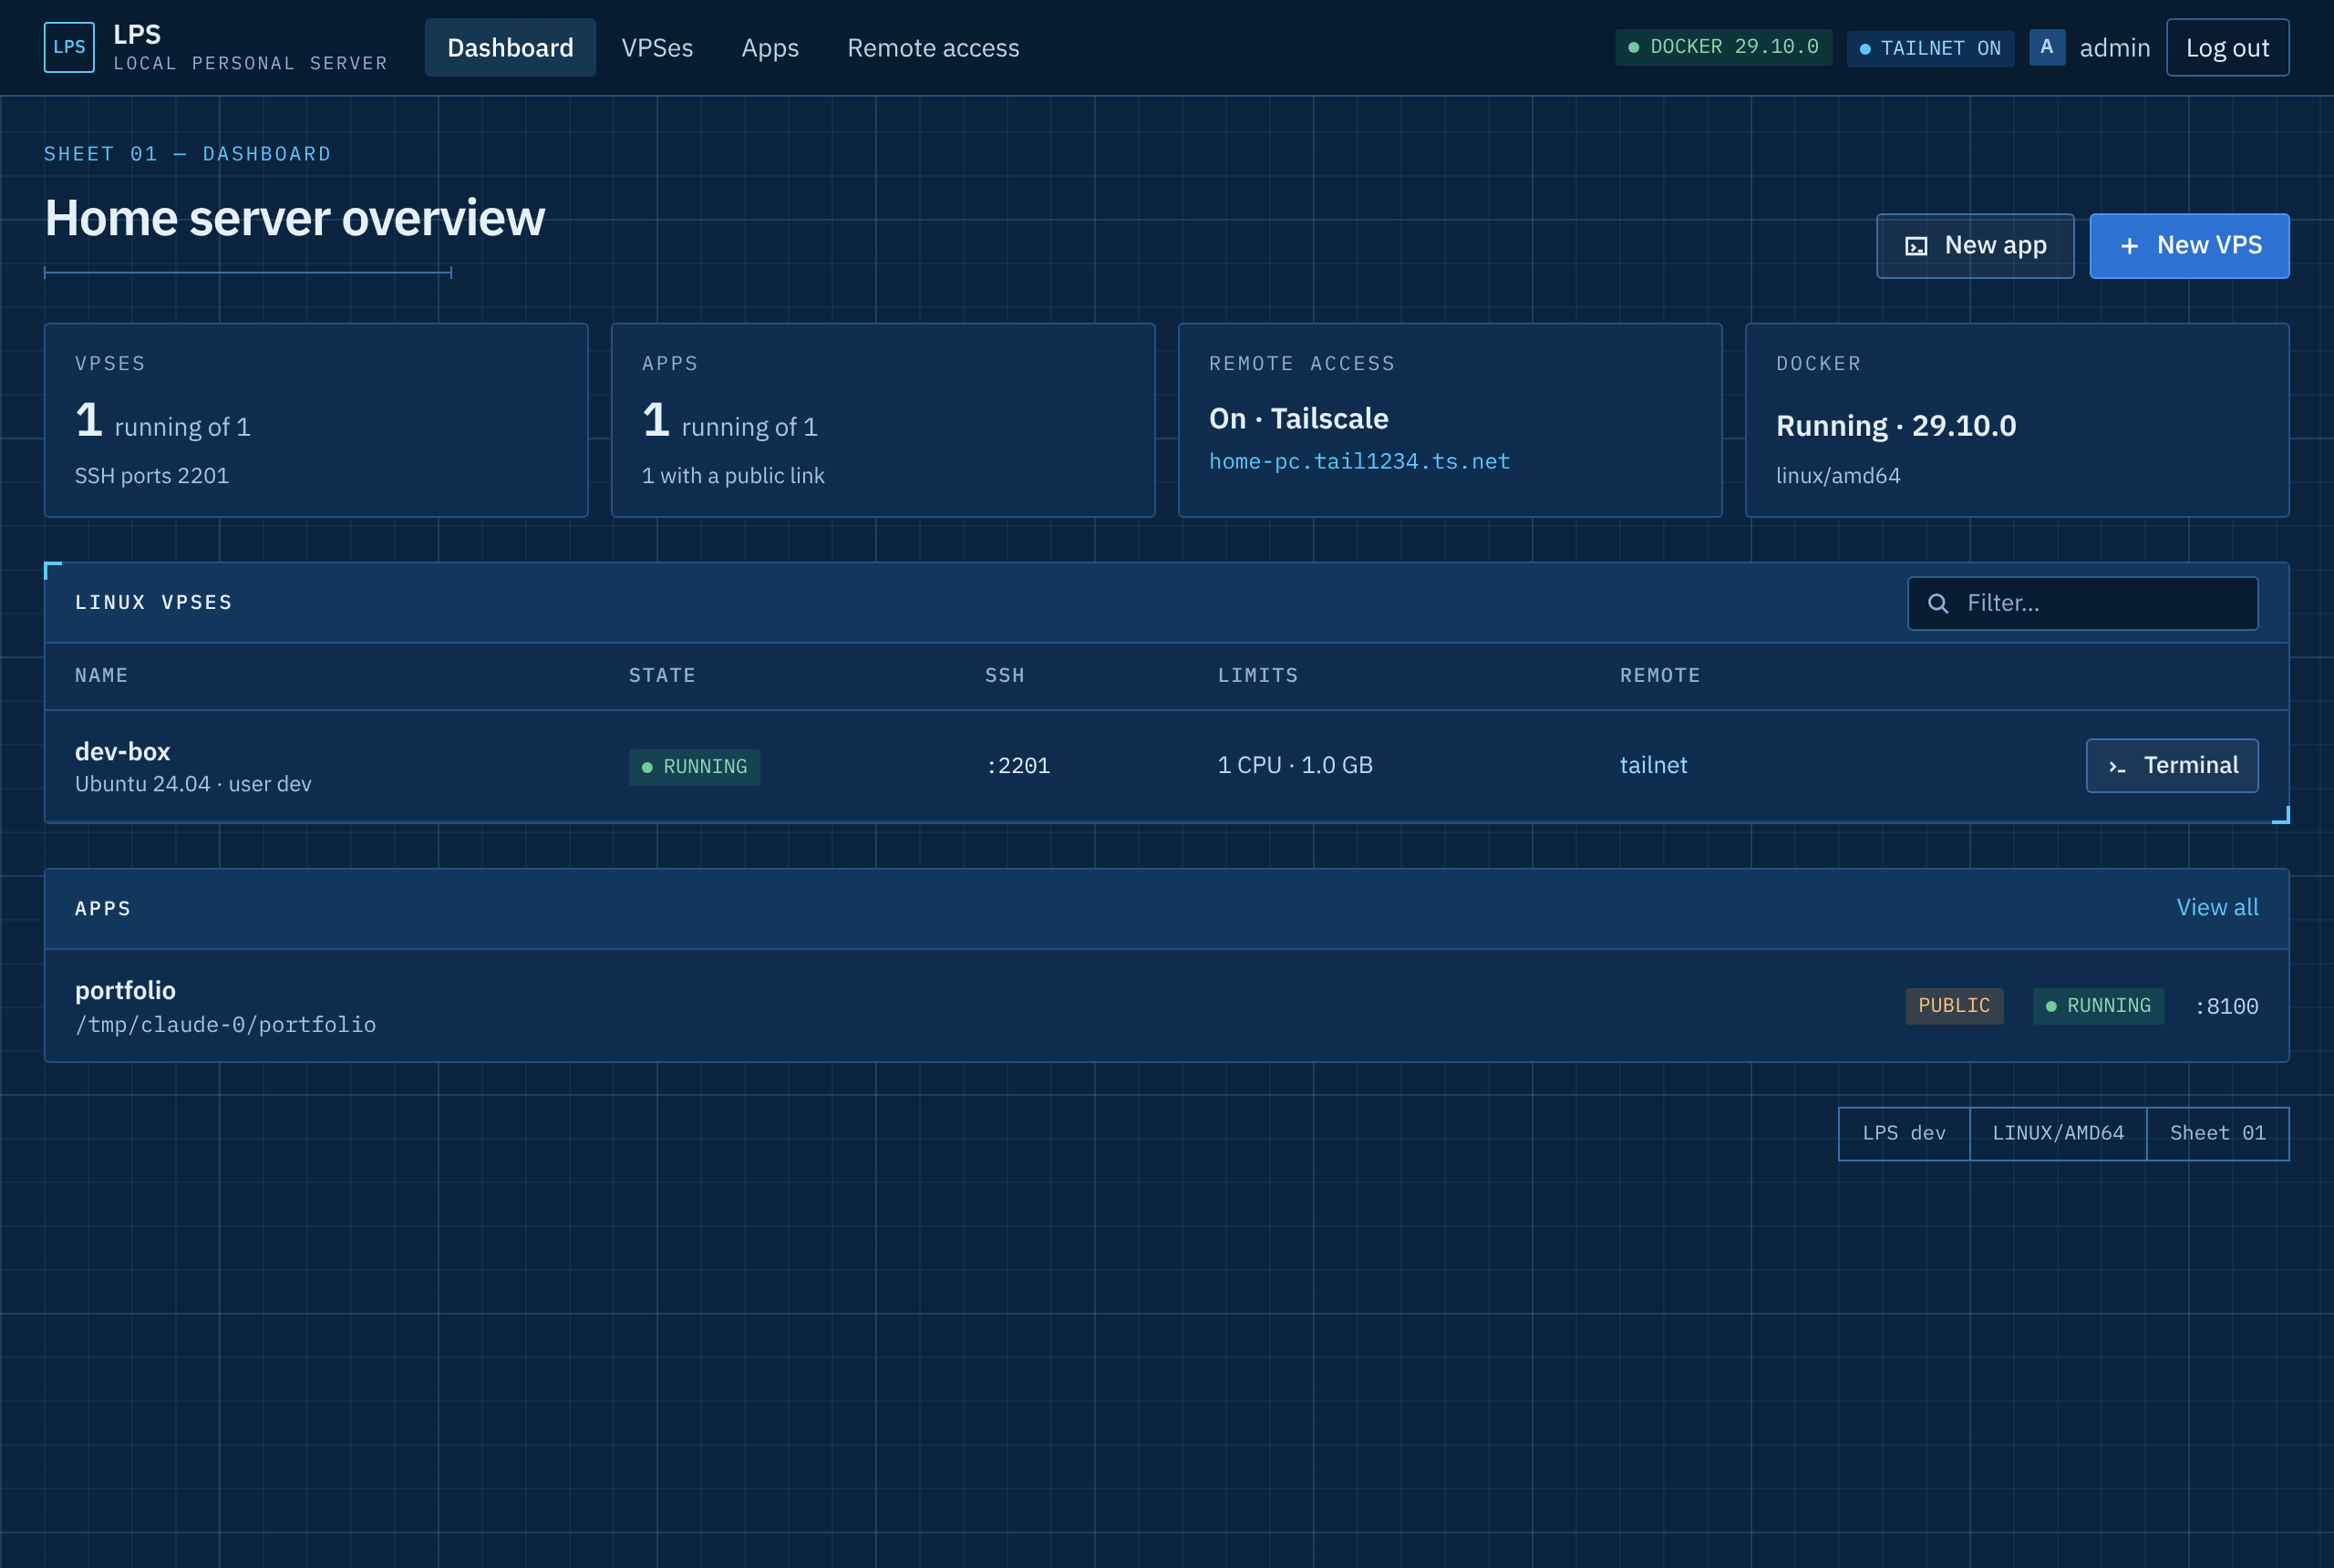 LPS
LPS
LOCAL PERSONAL SERVER
Dashboard
VPSes
Apps
Remote access
DOCKER 29.10.0
TAILNET ON
A
admin
Log out
SHEET 01 — DASHBOARD
Home server overview
New app
+ New VPS
VPSES
1 running of 1
SSH ports 2201
APPS
1 running of 1
1 with a public link
REMOTE ACCESS
On · Tailscale
home-pc.tail1234.ts.net
DOCKER
Running · 29.10.0
linux/amd64
LINUX VPSES
Filter...
NAME STATE SSH LIMITS REMOTE
dev-box
Ubuntu 24.04 · user dev
RUNNING
:2201
1 CPU · 1.0 GB
tailnet
Terminal
APPS
View all
portfolio
/tmp/claude-0/portfolio
PUBLIC
RUNNING
:8100
LPS dev
LINUX/AMD64
Sheet 01